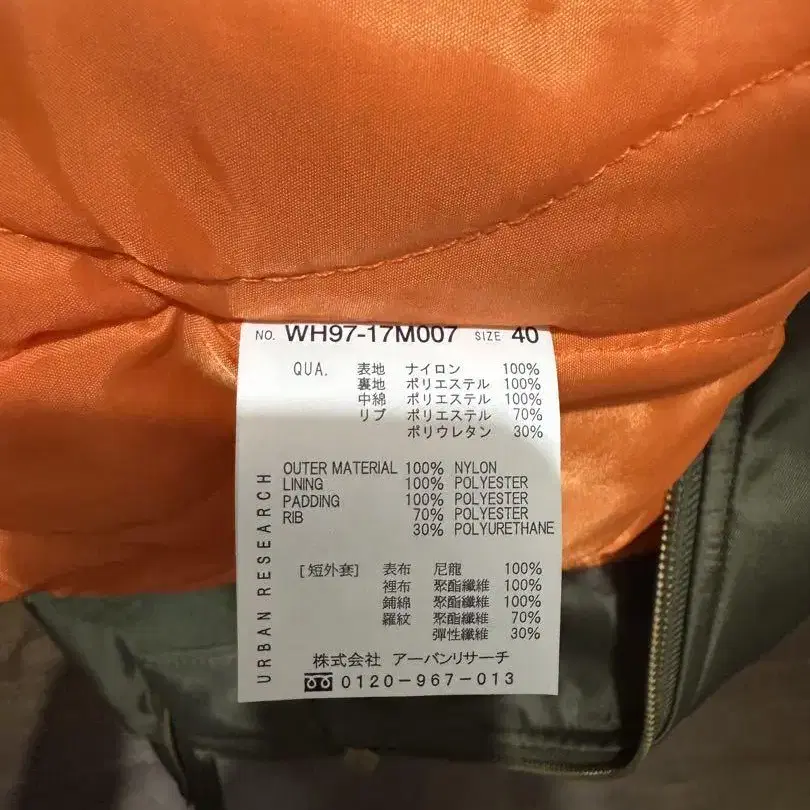 NO. WH97-17M007 SIZE 40
QUA. 表地 ナイロン 100%
裏地 ポリエステル 100%
中綿 ポリエステル 100%
リブ ポリエステル 70%
ポリウレタン 30%
OUTER MATERIAL 100% NYLON
LINING 100% POLYESTER
PADDING 100% POLYESTER
RIB 70% POLYESTER
30% POLYURETHANE
[短外套] 表布 尼龍 100%
裡布 聚酯纖維 100%
鋪綿 聚酯纖維 100%
羅紋 聚酯纖維 70%
彈性纖維 30%
URBAN RESEARCH
株式会社 アーバンリサーチ
0120-967-013